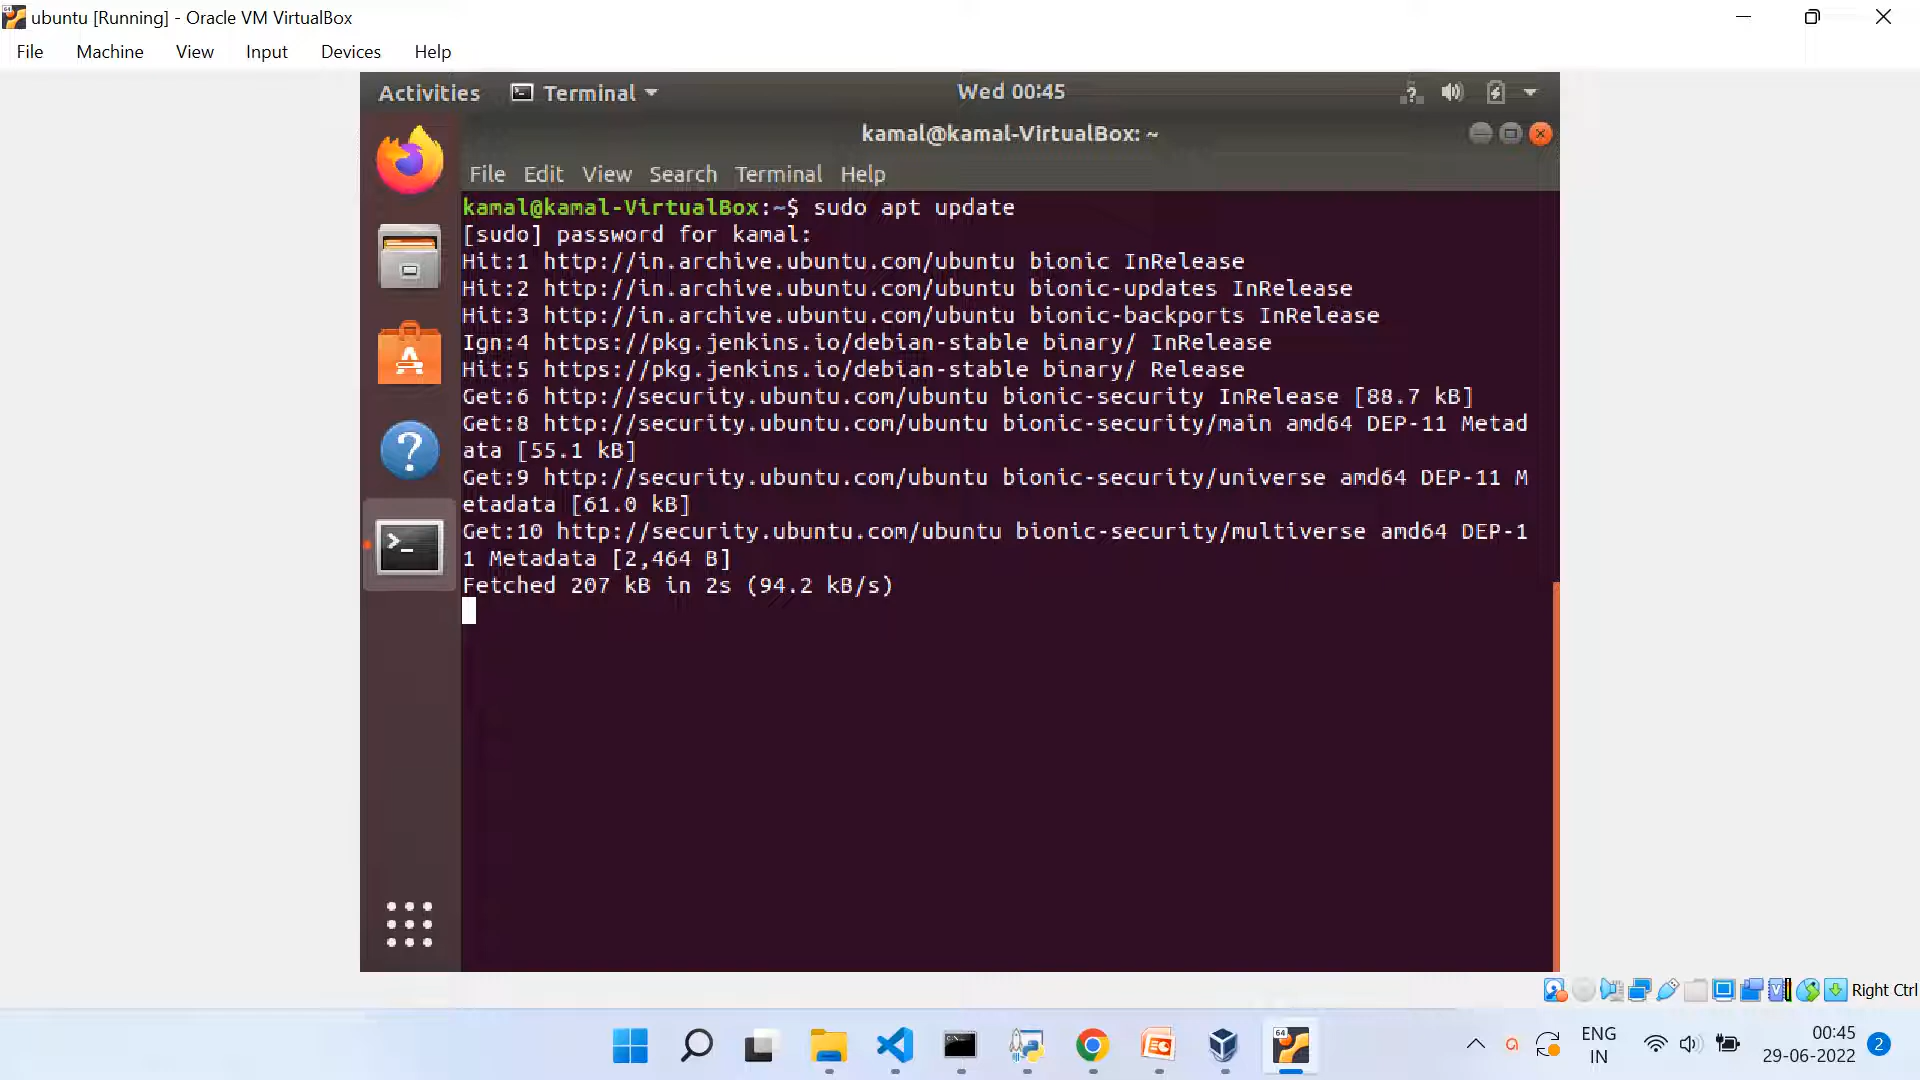 ubuntu [Running] - Oracle VM VirtualBox
File Machine View Input Devices Help
Activities Terminal Wed 00:45
kamal@kamal-VirtualBox: ~
File Edit View Search Terminal Help
kamal@kamal-VirtualBox:~$ sudo apt update
[sudo] password for kamal:
Hit:1 http://in.archive.ubuntu.com/ubuntu bionic InRelease
Hit:2 http://in.archive.ubuntu.com/ubuntu bionic-updates InRelease
Hit:3 http://in.archive.ubuntu.com/ubuntu bionic-backports InRelease
Ign:4 https://pkg.jenkins.io/debian-stable binary/ InRelease
Hit:5 https://pkg.jenkins.io/debian-stable binary/ Release
Get:6 http://security.ubuntu.com/ubuntu bionic-security InRelease [88.7 kB]
Get:8 http://security.ubuntu.com/ubuntu bionic-security/main amd64 DEP-11 Metad
ata [55.1 kB]
Get:9 http://security.ubuntu.com/ubuntu bionic-security/universe amd64 DEP-11 M
etadata [61.0 kB]
Get:10 http://security.ubuntu.com/ubuntu bionic-security/multiverse amd64 DEP-1
1 Metadata [2,464 B]
Fetched 207 kB in 2s (94.2 kB/s)
Right Ctrl
ENG
IN
00:45
29-06-2022
2